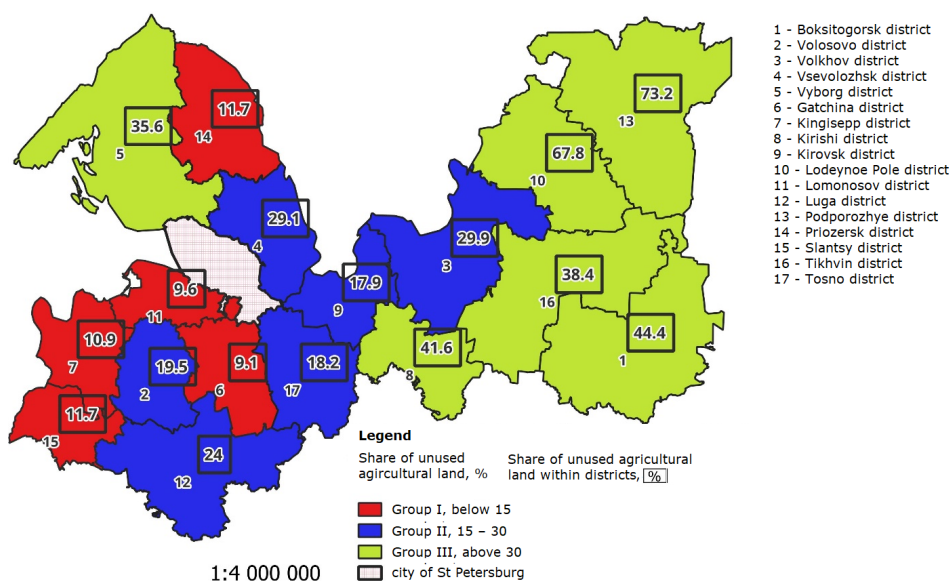 1 - Boksitogorsk district
2 - Volosovo district
3 - Volkhov district
4 - Vsevolozhsk district
5 - Vyborg district
6 - Gatchina district
7 - Kingisepp district
8 - Kirishi district
9 - Kirovsk district
10 - Lodeynoe Pole district
11 - Lomonosov district
12 - Luga district
13 - Podporozhye district
14 - Priozersk district
15 - Slantsy district
16 - Tikhvin district
17 - Tosno district
73.2
13
11.7
14
35.6
5
67.8
10
29.1
4
29.9
3
38.4
16
17.9
9
9.6
11
44.4
1
10.9
7
41.6
8
9.1
6
18.2
17
19.5
2
11.7
15
24
12
Legend
Share of unused
agircultural land, %
Share of unused agricultural
land within districts, %
Group I, below 15
Group II, 15 – 30
Group III, above 30
city of St Petersburg
1:4 000 000